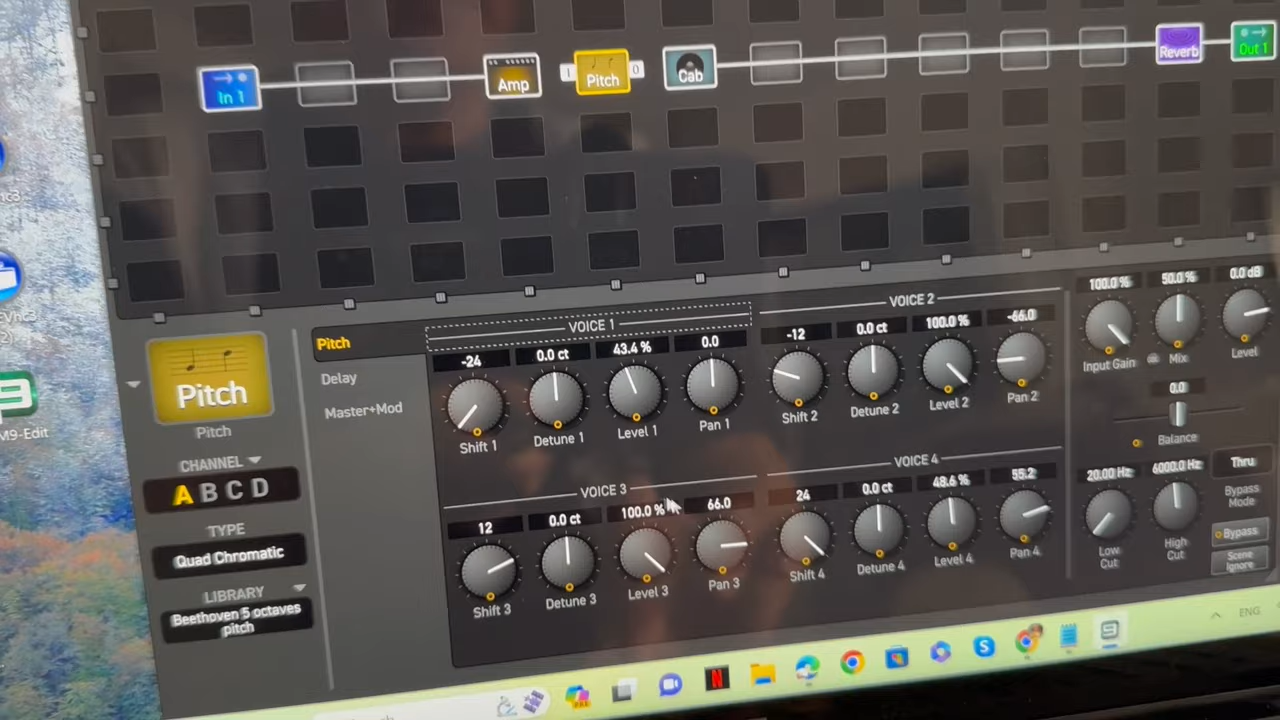 In 1
Amp
Pitch
Cab
Reverb
Out 1
Pitch
Pitch
CHANNEL
A B C D
TYPE
Quad Chromatic
LIBRARY
Beethoven 5 octaves
pitch
Pitch
Delay
Master+Mod
VOICE 1
-24
0.0 ct
43.4 %
0.0
Shift 1
Detune 1
Level 1
Pan 1
VOICE 2
-12
0.0 ct
100.0 %
-66.0
Shift 2
Detune 2
Level 2
Pan 2
VOICE 3
12
0.0 ct
100.0 %
66.0
Shift 3
Detune 3
Level 3
Pan 3
VOICE 4
24
0.0 ct
48.6 %
55.2
Shift 4
Detune 4
Level 4
Pan 4
100.0 %
50.0 %
0.0 dB
Input Gain
Mix
Level
0.0
Balance
20.00 Hz
6000.0 Hz
Thru
Low
Cut
High
Cut
Bypass
Mode
Bypass
Scene
Ignore
M9-Edit
ENG